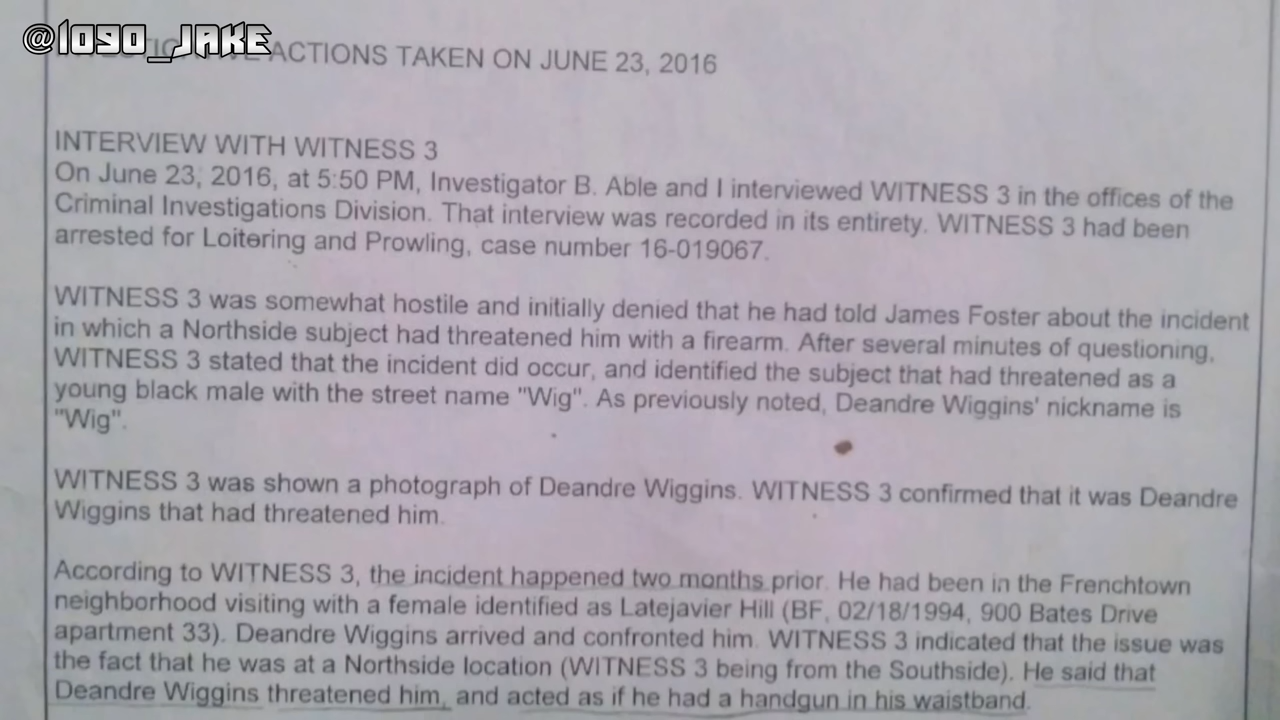 @1090_JAKE
ACTIONS TAKEN ON JUNE 23, 2016
INTERVIEW WITH WITNESS 3
On June 23, 2016, at 5:50 PM, Investigator B. Able and I interviewed WITNESS 3 in the offices of the
Criminal Investigations Division. That interview was recorded in its entirety. WITNESS 3 had been
arrested for Loitering and Prowling, case number 16-019067.
WITNESS 3 was somewhat hostile and initially denied that he had told James Foster about the incident
in which a Northside subject had threatened him with a firearm. After several minutes of questioning,
WITNESS 3 stated that the incident did occur, and identified the subject that had threatened as a
young black male with the street name "Wig". As previously noted, Deandre Wiggins' nickname is
"Wig".
WITNESS 3 was shown a photograph of Deandre Wiggins. WITNESS 3 confirmed that it was Deandre
Wiggins that had threatened him.
According to WITNESS 3, the incident happened two months prior. He had been in the Frenchtown
neighborhood visiting with a female identified as Latejavier Hill (BF, 02/18/1994, 900 Bates Drive
apartment 33). Deandre Wiggins arrived and confronted him. WITNESS 3 indicated that the issue was
the fact that he was at a Northside location (WITNESS 3 being from the Southside). He said that
Deandre Wiggins threatened him, and acted as if he had a handgun in his waistband.